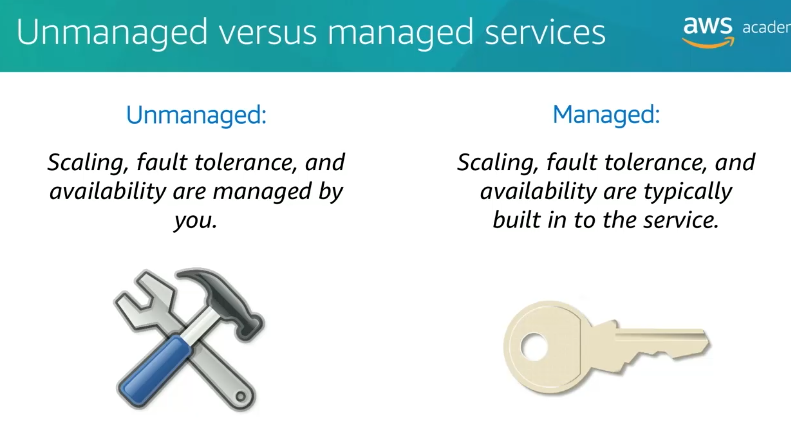 Unmanaged versus managed services
aws
Unmanaged:
Scaling, fault tolerance, and
availability are managed by
you.
Managed:
Scaling, fault tolerance, and
availability are typically
built in to the service.